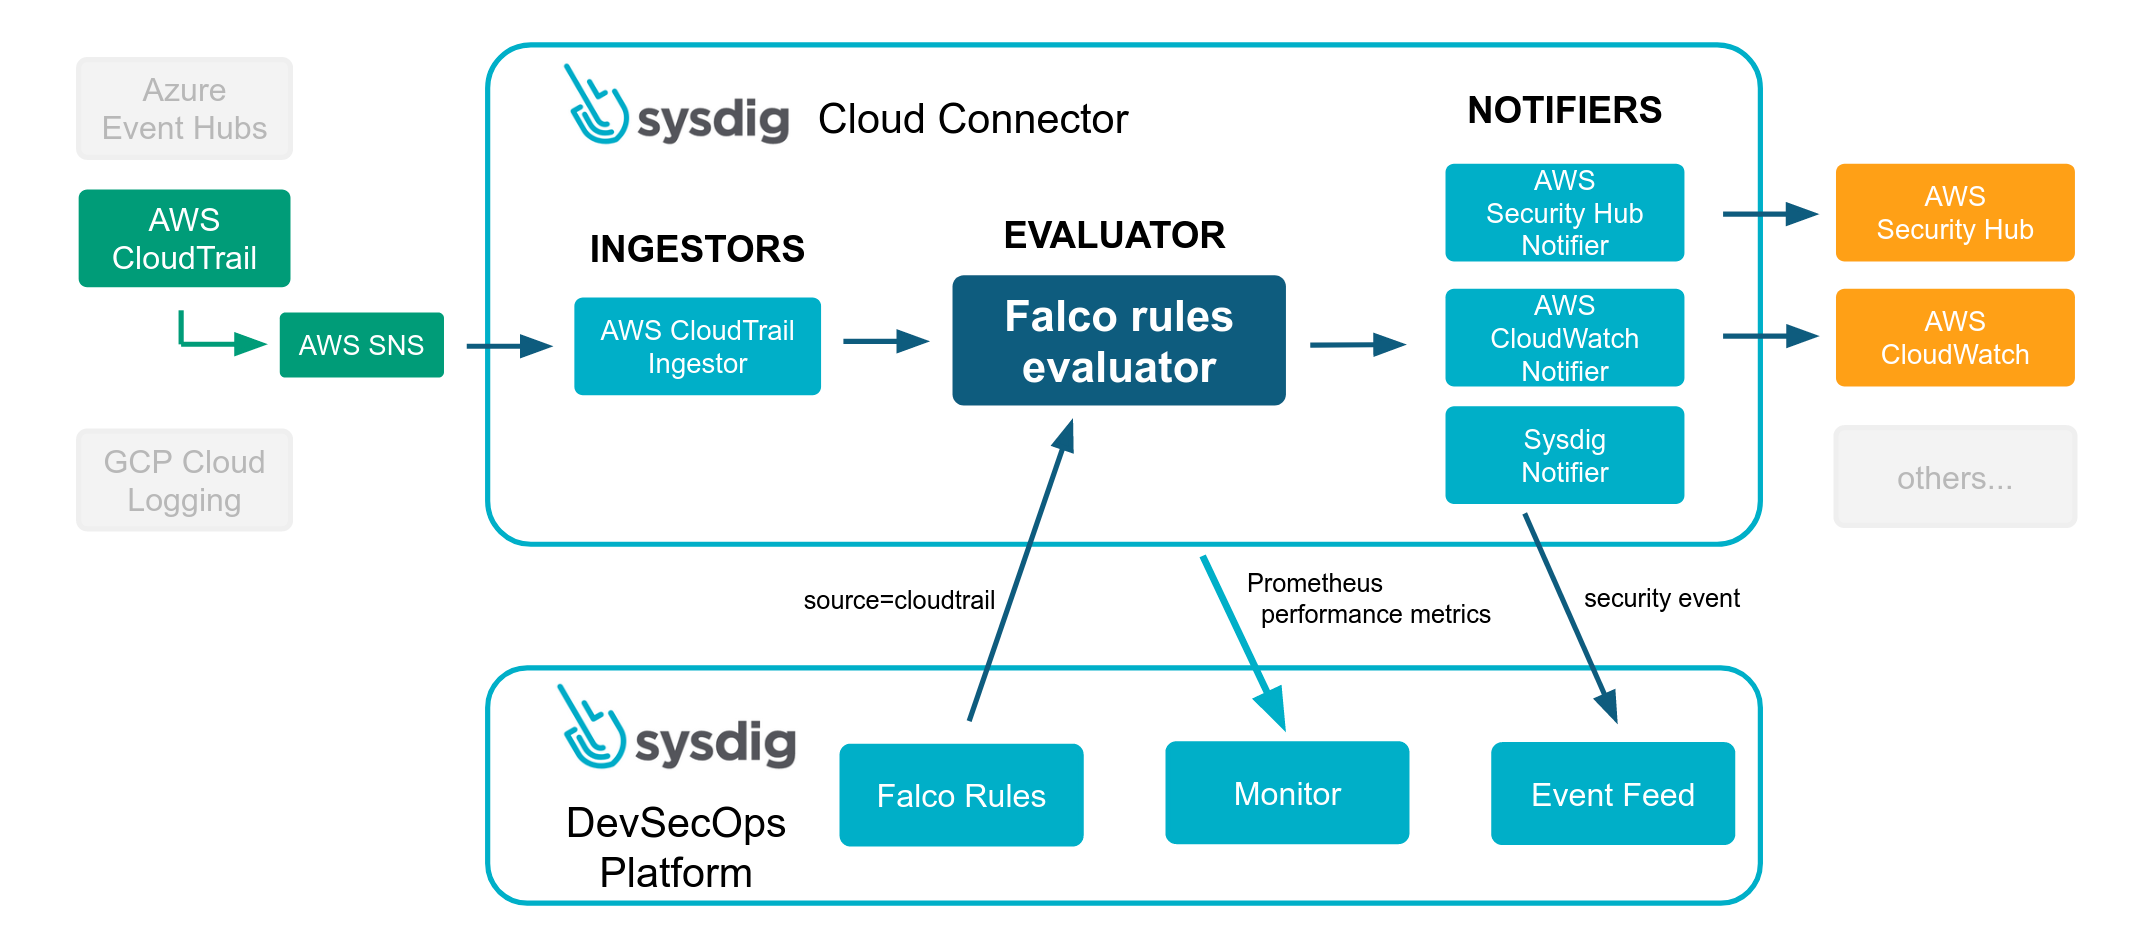 Azure
Event Hubs
AWS
CloudTrail
AWS SNS
GCP Cloud
Logging
sysdig Cloud Connector
INGESTORS
AWS CloudTrail
Ingestor
EVALUATOR
Falco rules
evaluator
NOTIFIERS
AWS
Security Hub
Notifier
AWS
CloudWatch
Notifier
Sysdig
Notifier
AWS
Security Hub
AWS
CloudWatch
others...
source=cloudtrail
Prometheus
performance metrics
security event
sysdig
DevSecOps
Platform
Falco Rules
Monitor
Event Feed